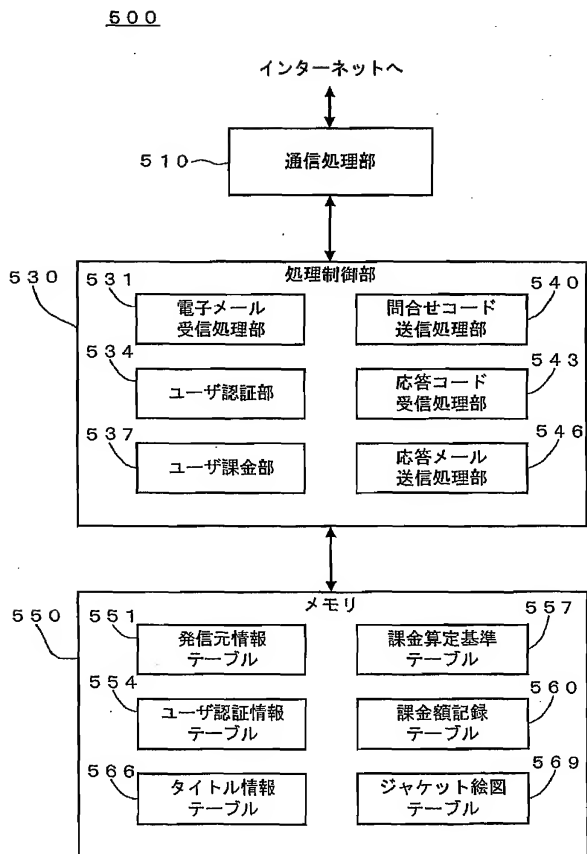 ５００
インターネットへ
５１０
通信処理部
５３０
処理制御部
５３１
電子メール
受信処理部
５４０
問合せコード
送信処理部
５３４
ユーザ認証部
５４３
応答コード
受信処理部
５３７
ユーザ課金部
５４６
応答メール
送信処理部
５５０
メモリ
５５１
発信元情報
テーブル
５５７
課金算定基準
テーブル
５５４
ユーザ認証情報
テーブル
５６０
課金額記録
テーブル
５６６
タイトル情報
テーブル
５６９
ジャケット絵図
テーブル